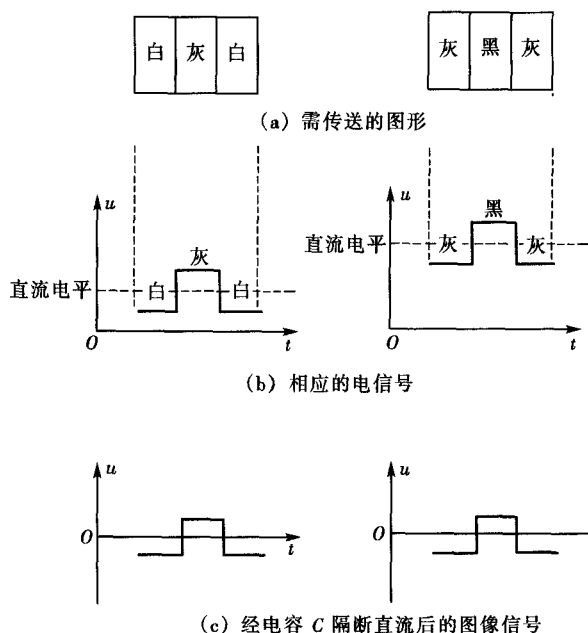 白 灰 白 灰 黑 灰
(a) 需传送的图形
u u
黑
灰
直流电平 灰 灰
直流电平 白 白
O t O t
(b) 相应的电信号
u u
O t O
(c) 经电容 C 隔断直流后的图像信号